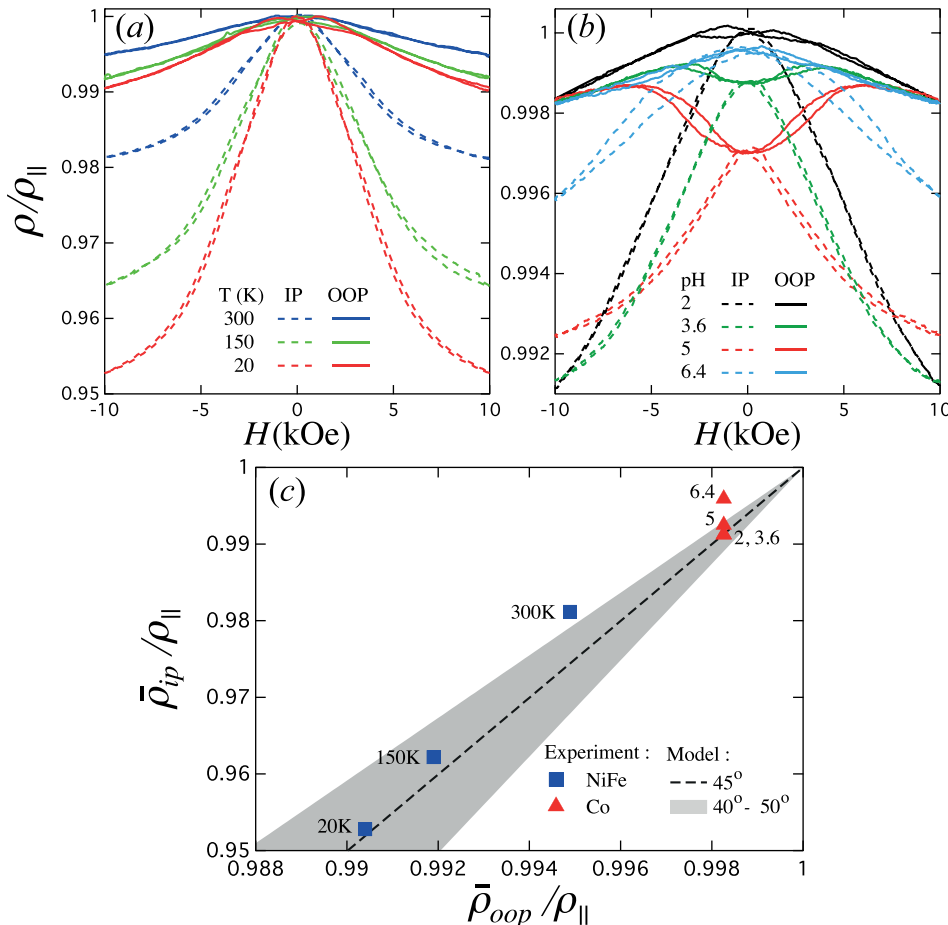 (a)
ρ/ρ||
1
0.99
0.98
0.97
0.96
0.95
-10 -5 0 5 10
H(kOe)
T (K) IP OOP
300
150
20
(b)
1
0.998
0.996
0.994
0.992
-10 -5 0 5 10
H(kOe)
pH IP OOP
2
3.6
5
6.4
(c)
ρ̄ip/ρ||
1
0.99
0.98
0.97
0.96
0.95
0.988 0.99 0.992 0.994 0.996 0.998 1
ρ̄oop/ρ||
6.4
5
2, 3.6
300K
150K
20K
Experiment : Model :
NiFe 45°
Co 40°- 50°